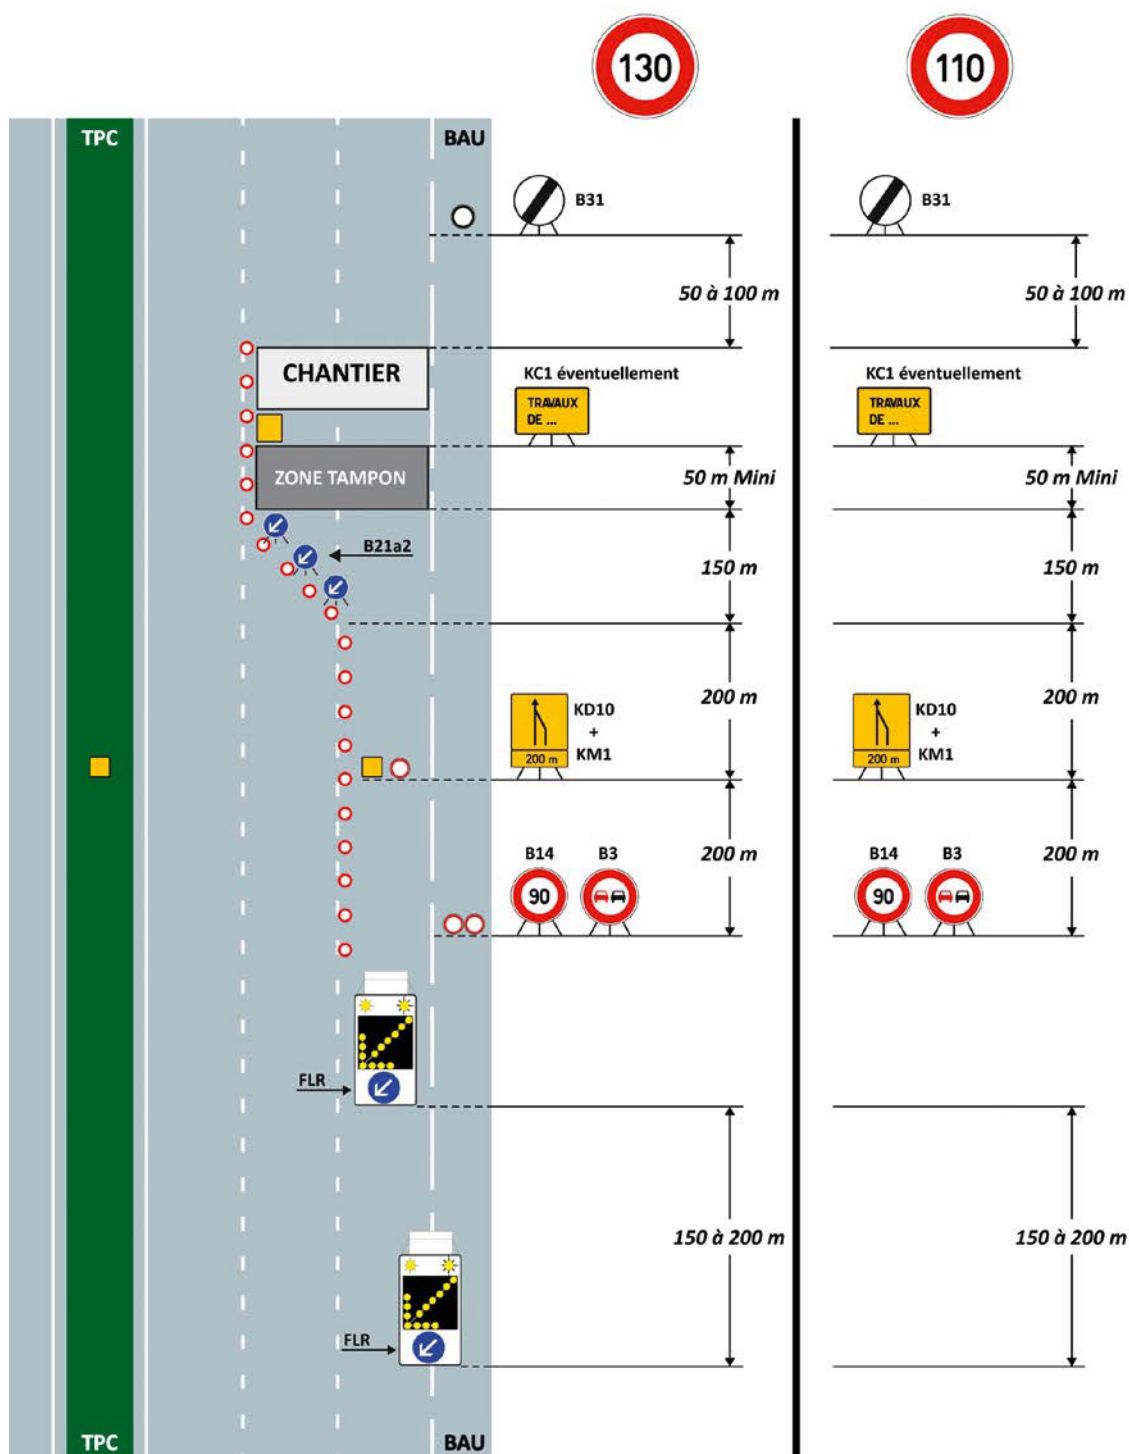 130
110
TPC
BAU
B31
B31
50 à 100 m
50 à 100 m
CHANTIER
KC1 éventuellement
KC1 éventuellement
TRAVAUX
DE ...
TRAVAUX
DE ...
ZONE TAMPON
50 m Mini
50 m Mini
B21a2
150 m
150 m
200 m
200 m
KD10
+
KM1
200 m
KD10
+
KM1
200 m
B14
B3
200 m
B14
B3
200 m
90
90
FLR
150 à 200 m
150 à 200 m
FLR
TPC
BAU